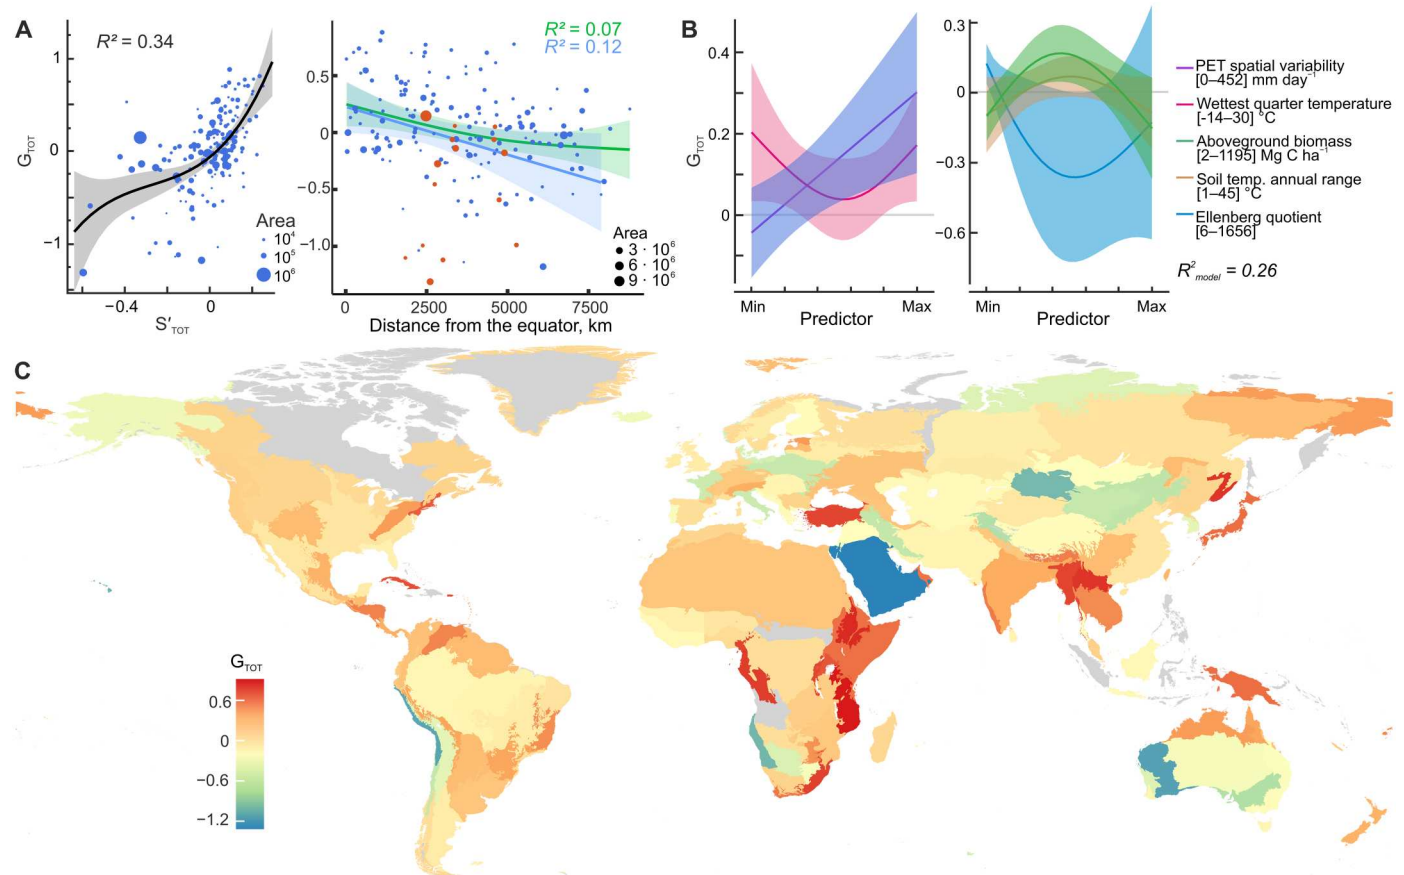 A
R² = 0.34
1
0
−1
G_TOT
−0.4
0
S′_TOT
Area
10⁴
10⁵
10⁶
R² = 0.07
R² = 0.12
0.5
0
−0.5
−1.0
0
2500
5000
7500
Distance from the equator, km
Area
3 · 10⁶
6 · 10⁶
9 · 10⁶
B
0.4
0.2
0
G_TOT
Min
Max
Predictor
0.3
0
−0.3
−0.6
Min
Max
Predictor
PET spatial variability
[0–452] mm day⁻¹
Wettest quarter temperature
[-14–30] °C
Aboveground biomass
[2–1195] Mg C ha⁻¹
Soil temp. annual range
[1–45] °C
Ellenberg quotient
[6–1656]
R²_model = 0.26
C
G_TOT
0.6
0
−0.6
−1.2